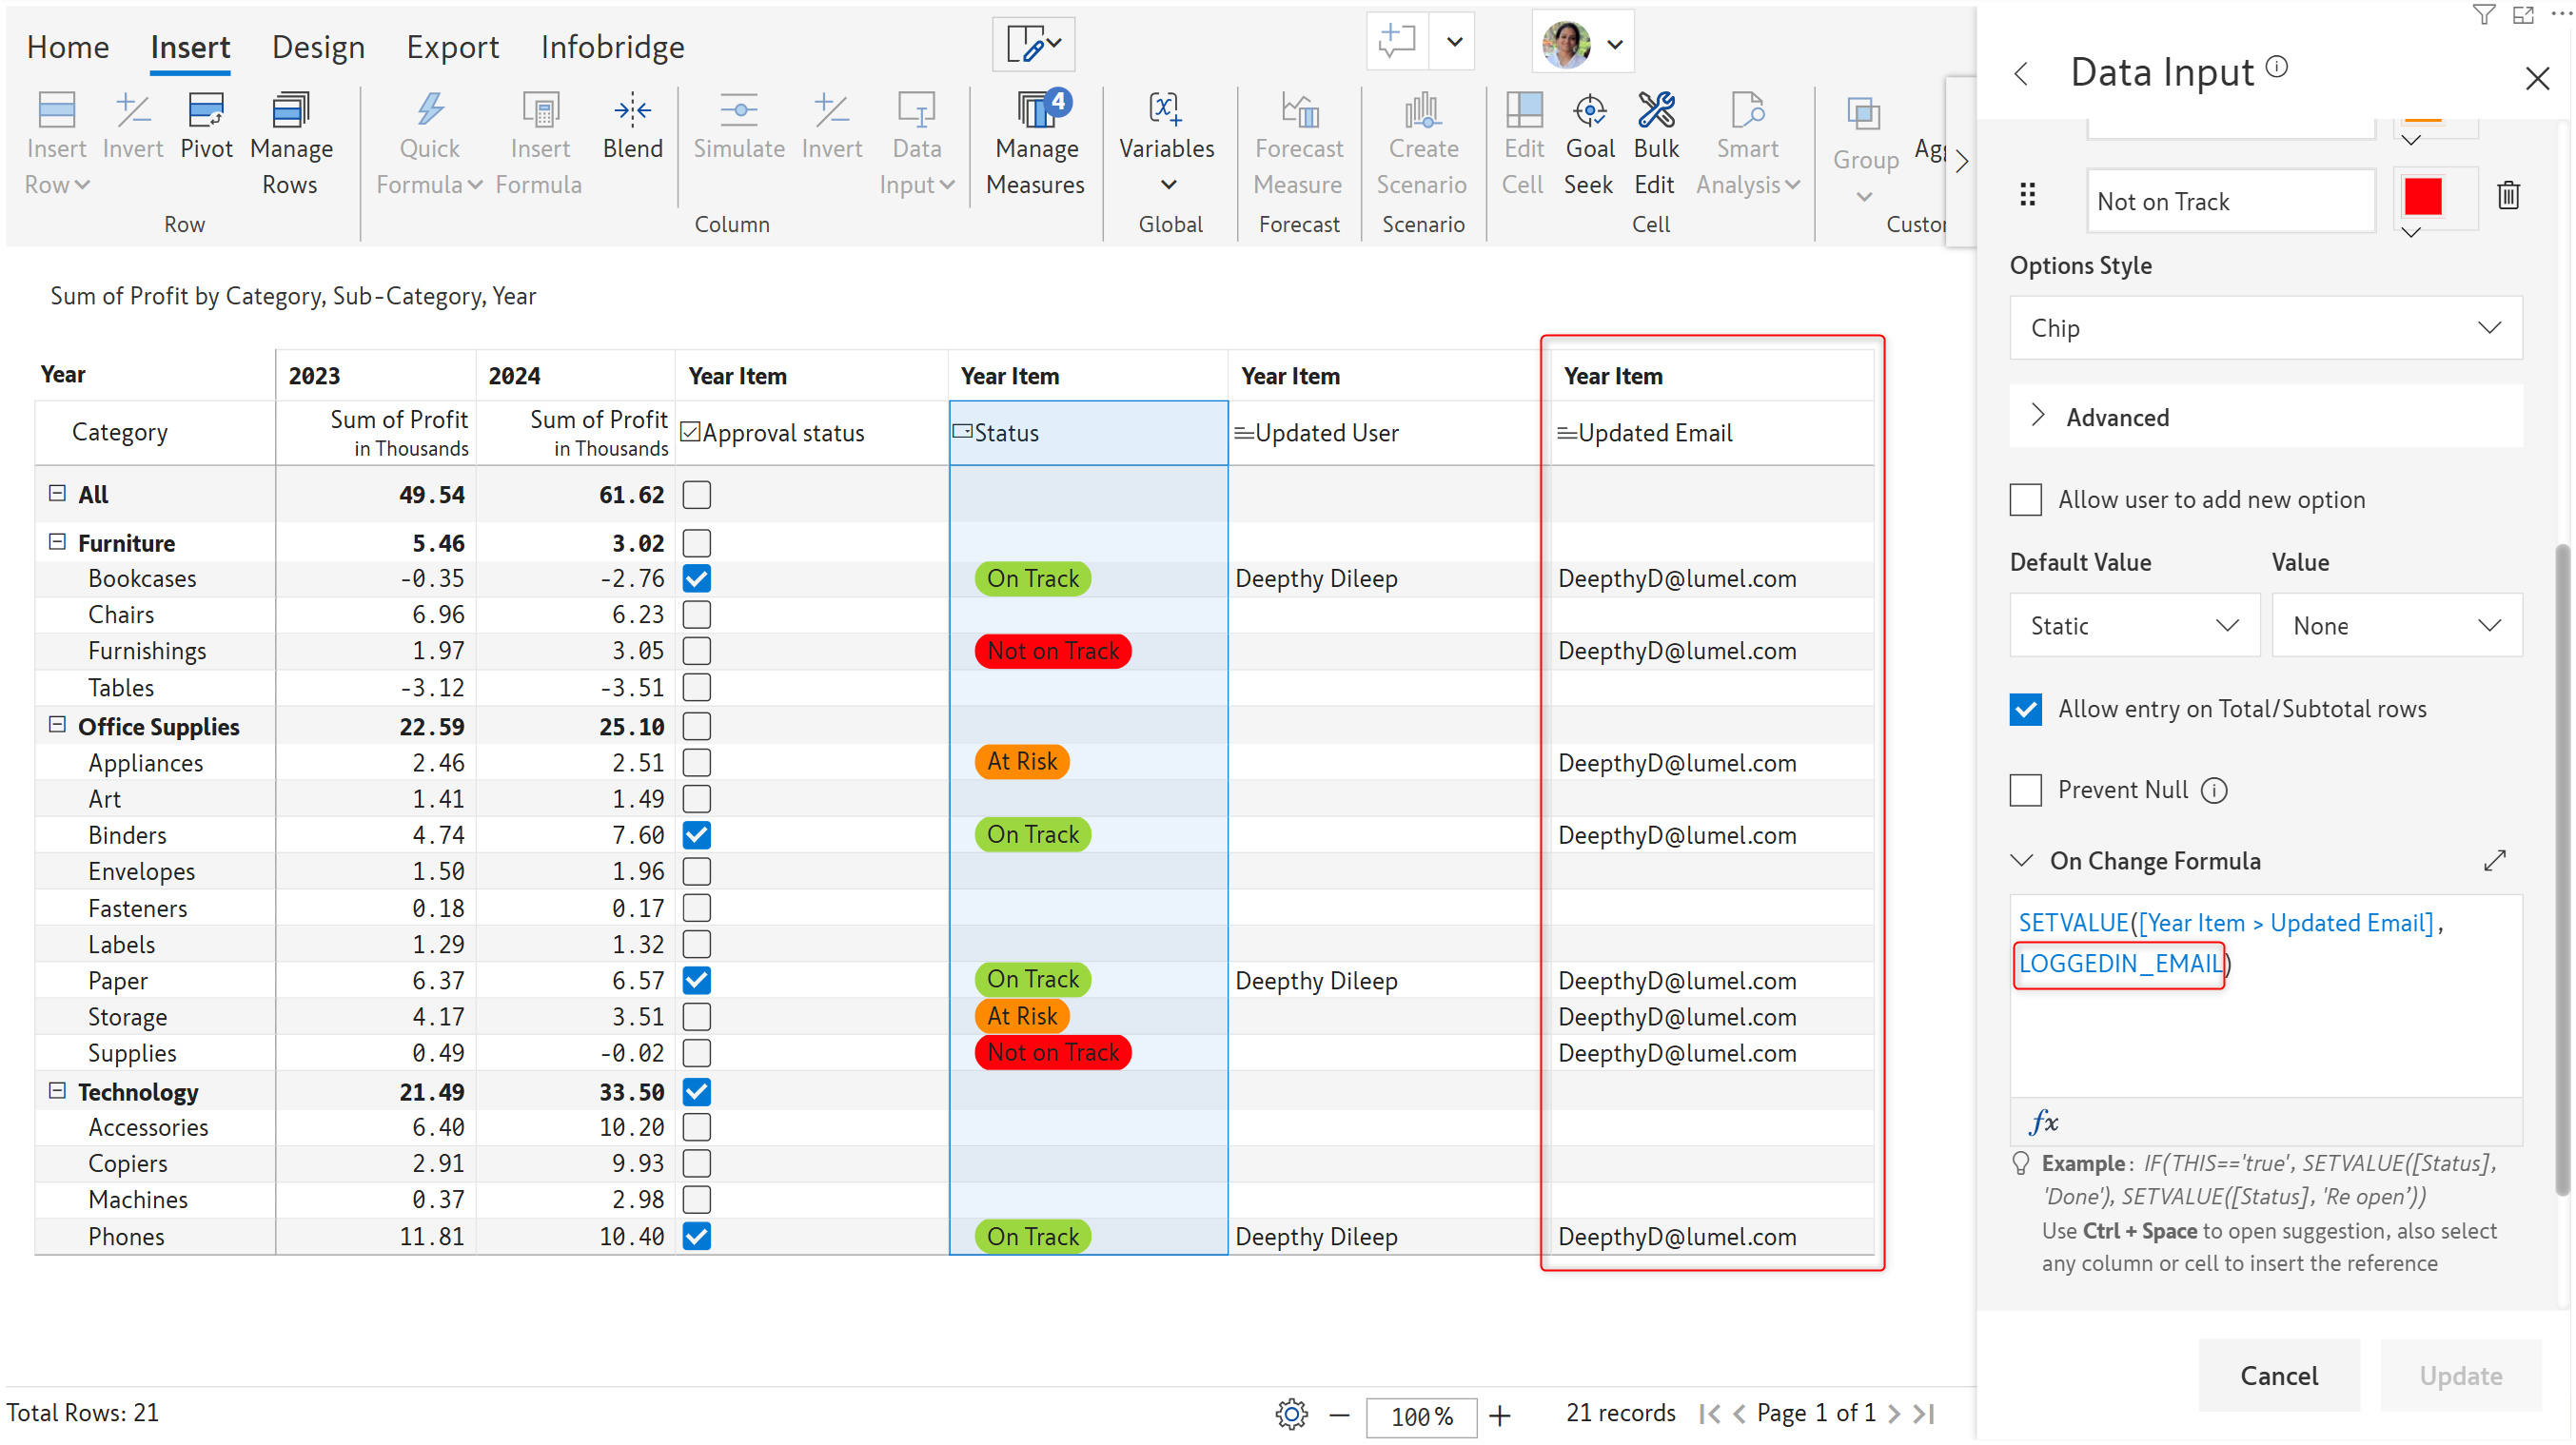 Home Insert Design Export Infobridge
Insert Row
Invert
Pivot
Manage Rows
Row
Quick Formula
Insert Formula
Blend
Simulate
Invert
Data Input
Column
Manage Measures
4
Variables
Global
Forecast Measure
Forecast
Create Scenario
Scenario
Edit Cell
Goal Seek
Bulk Edit
Smart Analysis
Cell
Group
Agg
Custor
Sum of Profit by Category, Sub-Category, Year
Year 2023 2024 Year Item Year Item Year Item Year Item
Category Sum of Profit in Thousands Sum of Profit in Thousands Approval status Status Updated User Updated Email
All 49.54 61.62
Furniture 5.46 3.02
Bookcases -0.35 -2.76 On Track Deepthy Dileep DeepthyD@lumel.com
Chairs 6.96 6.23
Furnishings 1.97 3.05 Not on Track DeepthyD@lumel.com
Tables -3.12 -3.51
Office Supplies 22.59 25.10
Appliances 2.46 2.51 At Risk DeepthyD@lumel.com
Art 1.41 1.49
Binders 4.74 7.60 On Track DeepthyD@lumel.com
Envelopes 1.50 1.96
Fasteners 0.18 0.17
Labels 1.29 1.32
Paper 6.37 6.57 On Track Deepthy Dileep DeepthyD@lumel.com
Storage 4.17 3.51 At Risk DeepthyD@lumel.com
Supplies 0.49 -0.02 Not on Track DeepthyD@lumel.com
Technology 21.49 33.50
Accessories 6.40 10.20
Copiers 2.91 9.93
Machines 0.37 2.98
Phones 11.81 10.40 On Track Deepthy Dileep DeepthyD@lumel.com
Total Rows: 21
100%
21 records
Page 1 of 1
Data Input
Not on Track
Options Style
Chip
Advanced
Allow user to add new option
Default Value Value
Static None
Allow entry on Total/Subtotal rows
Prevent Null
On Change Formula
SETVALUE([Year Item > Updated Email],
LOGGEDIN_EMAIL)
fx
Example: IF(THIS=='true', SETVALUE([Status],
'Done'), SETVALUE([Status], 'Re open'))
Use Ctrl + Space to open suggestion, also select
any column or cell to insert the reference
Cancel Update